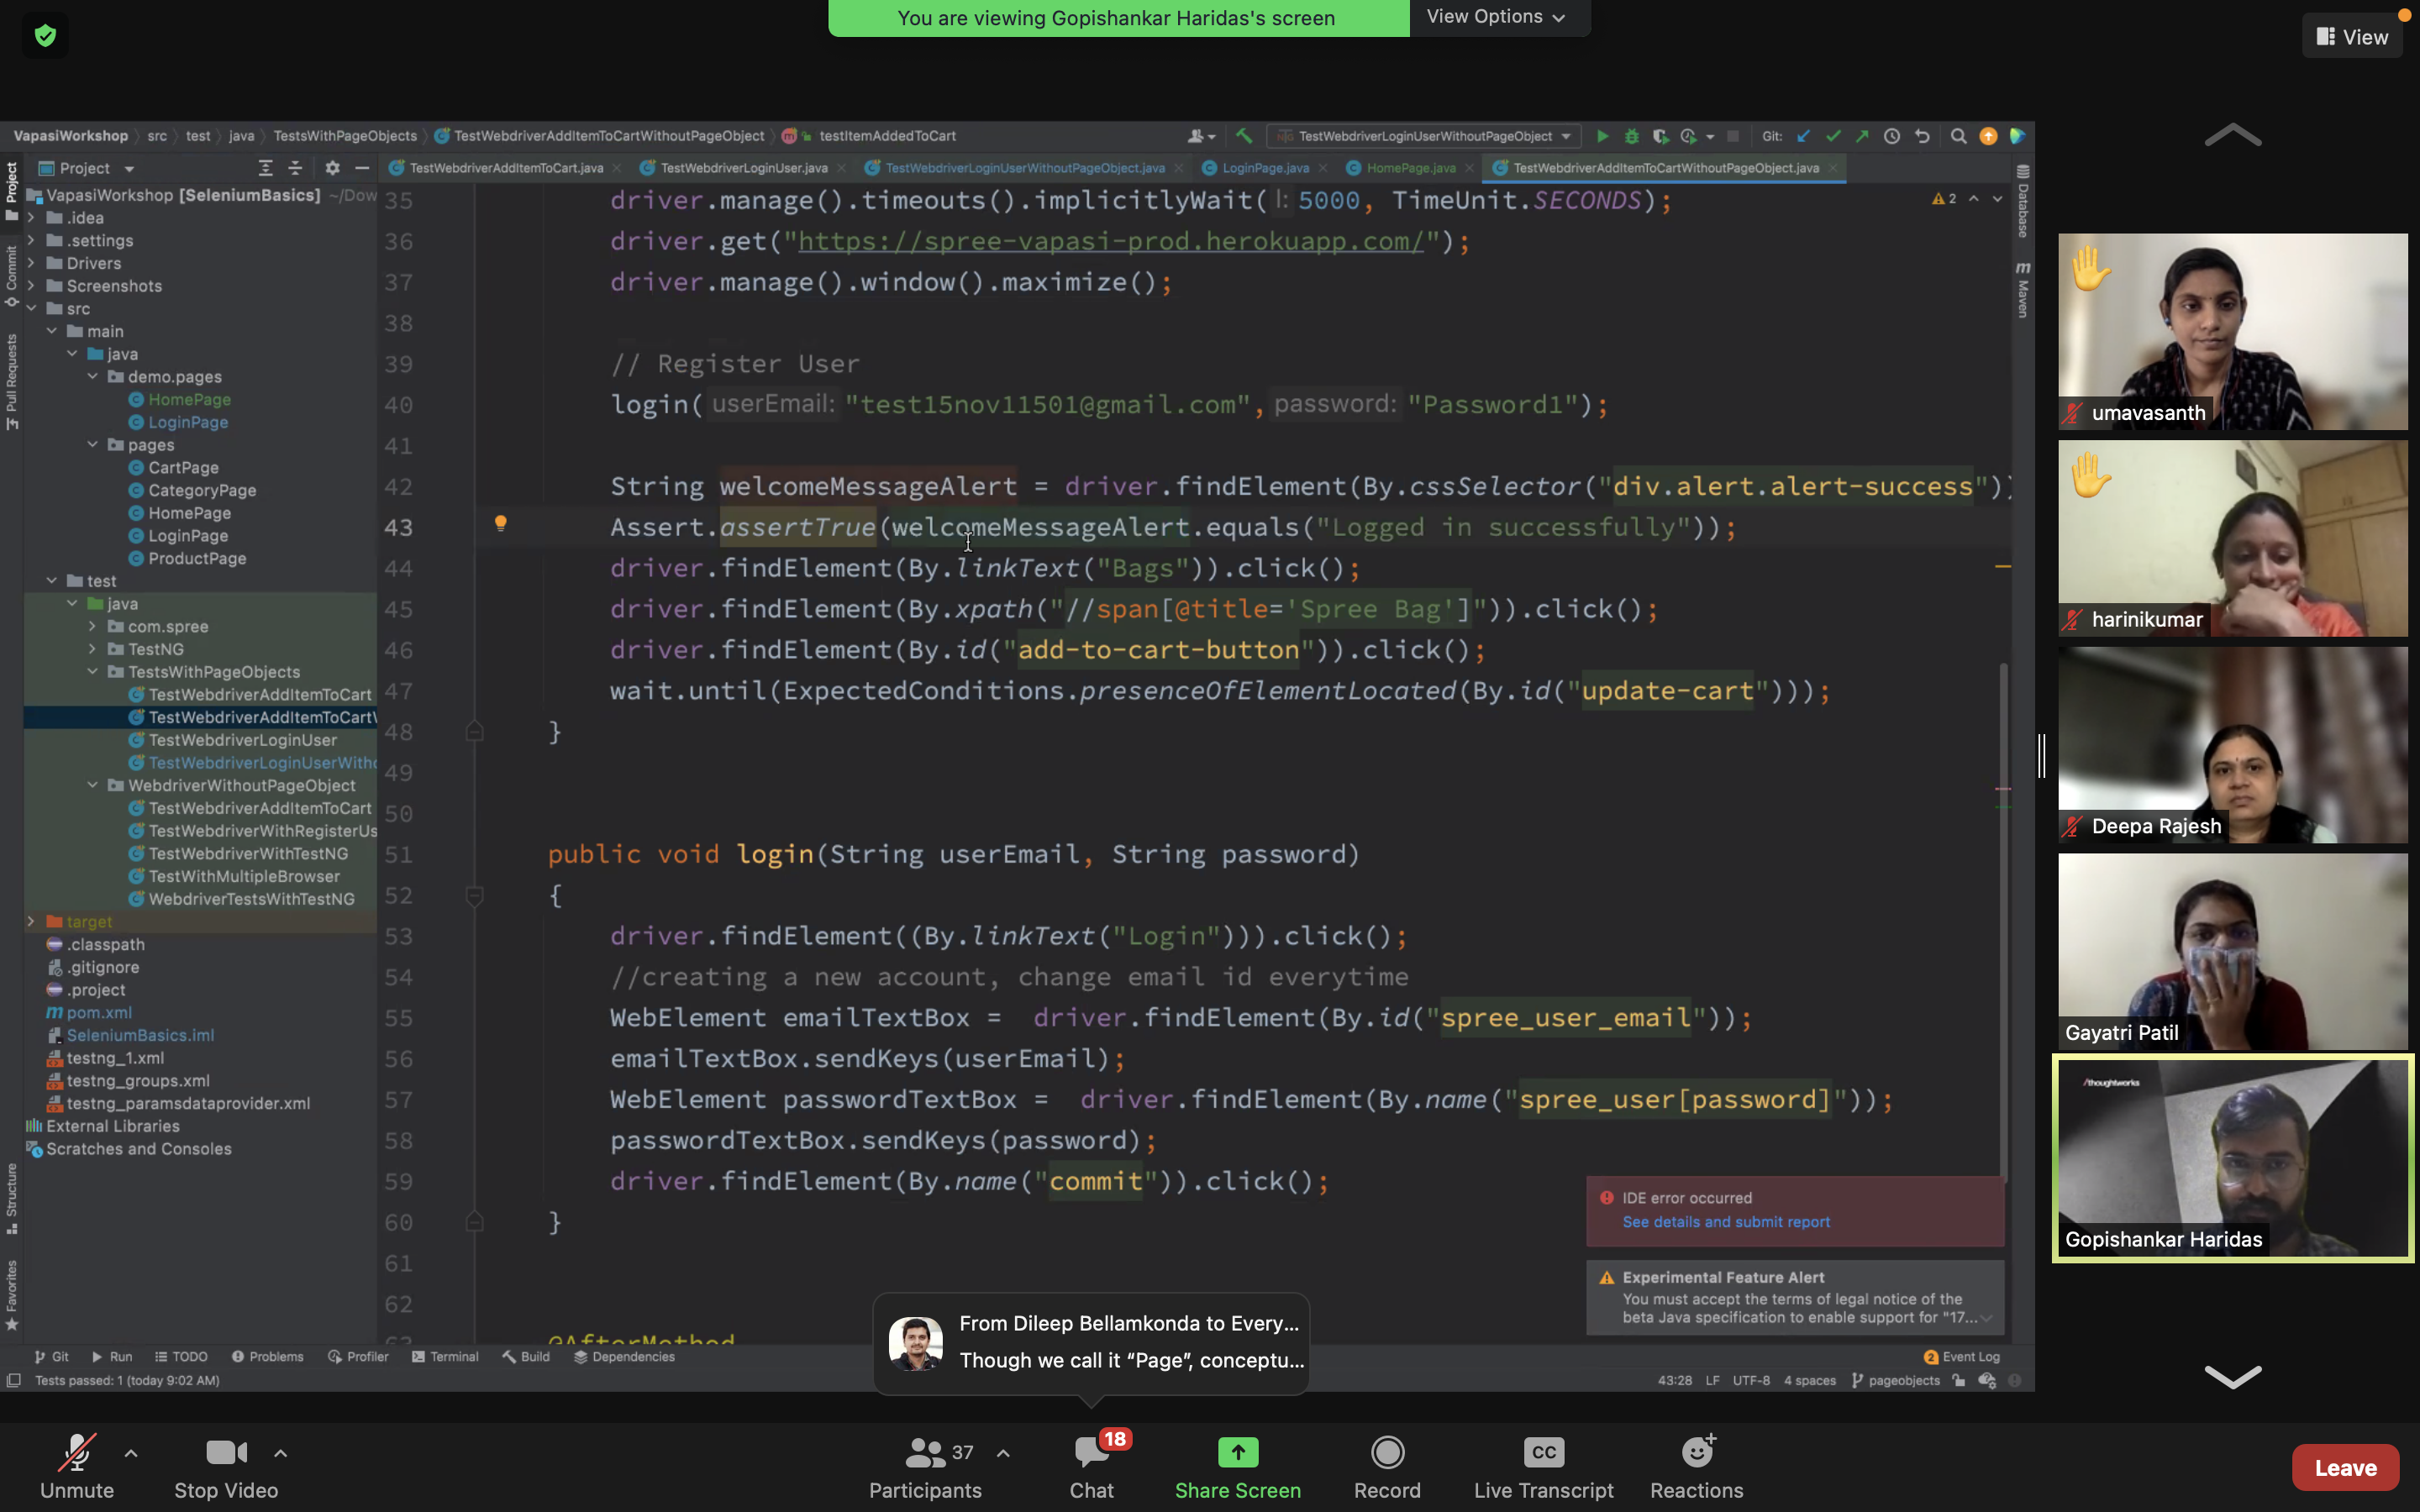 You are viewing Gopishankar Haridas's screen
View Options
View
VapasiWorkshop src test java TestsWithPageObjects TestWebdriverAddItemToCartWithoutPageObject testItemAddedToCart
TestWebdriverLoginUserWithoutPageObject
Git:
Project
TestWebdriverAddItemToCart.java
TestWebdriverLoginUser.java
TestWebdriverLoginUserWithoutPageObject.java
LoginPage.java
HomePage.java
TestWebdriverAddItemToCartWithoutPageObject.java
Project
Commit
Pull Requests
Structure
Favorites
VapasiWorkshop [SeleniumBasics] ~/Dow
.idea
.settings
Drivers
Screenshots
src
main
java
demo.pages
HomePage
LoginPage
pages
CartPage
CategoryPage
HomePage
LoginPage
ProductPage
test
java
com.spree
TestNG
TestsWithPageObjects
TestWebdriverAddItemToCart
TestWebdriverAddItemToCartW
TestWebdriverLoginUser
TestWebdriverLoginUserWitho
WebdriverWithoutPageObject
TestWebdriverAddItemToCart
TestWebdriverWithRegisterUs
TestWebdriverWithTestNG
TestWithMultipleBrowser
WebdriverTestsWithTestNG
target
.classpath
.gitignore
.project
pom.xml
SeleniumBasics.iml
testng_1.xml
testng_groups.xml
testng_paramsdataprovider.xml
External Libraries
Scratches and Consoles
35 driver.manage().timeouts().implicitlyWait( l: 5000, TimeUnit.SECONDS);
36 driver.get("https://spree-vapasi-prod.herokuapp.com/");
37 driver.manage().window().maximize();
38
39 // Register User
40 login( userEmail: "test15nov11501@gmail.com", password: "Password1");
41
42 String welcomeMessageAlert = driver.findElement(By.cssSelector("div.alert.alert-success"))
43 Assert.assertTrue(welcomeMessageAlert.equals("Logged in successfully"));
44 driver.findElement(By.linkText("Bags")).click();
45 driver.findElement(By.xpath("//span[@title='Spree Bag']")).click();
46 driver.findElement(By.id("add-to-cart-button")).click();
47 wait.until(ExpectedConditions.presenceOfElementLocated(By.id("update-cart")));
48 }
49
50
51 public void login(String userEmail, String password)
52 {
53 driver.findElement((By.linkText("Login"))).click();
54 //creating a new account, change email id everytime
55 WebElement emailTextBox = driver.findElement(By.id("spree_user_email"));
56 emailTextBox.sendKeys(userEmail);
57 WebElement passwordTextBox = driver.findElement(By.name("spree_user[password]"));
58 passwordTextBox.sendKeys(password);
59 driver.findElement(By.name("commit")).click();
60 }
61
62
63 @AfterMethod
2
Database
Maven
IDE error occurred
See details and submit report
Experimental Feature Alert
You must accept the terms of legal notice of the
beta Java specification to enable support for "17...
Git Run TODO Problems Profiler Terminal Build Dependencies
2 Event Log
Tests passed: 1 (today 9:02 AM)
43:28 LF UTF-8 4 spaces pageobjects
From Dileep Bellamkonda to Every...
Though we call it “Page”, conceptu...
umavasanth
harinikumar
Deepa Rajesh
Gayatri Patil
/thoughtworks
Gopishankar Haridas
Unmute
Stop Video
37
Participants
18
Chat
Share Screen
Record
CC
Live Transcript
Reactions
Leave